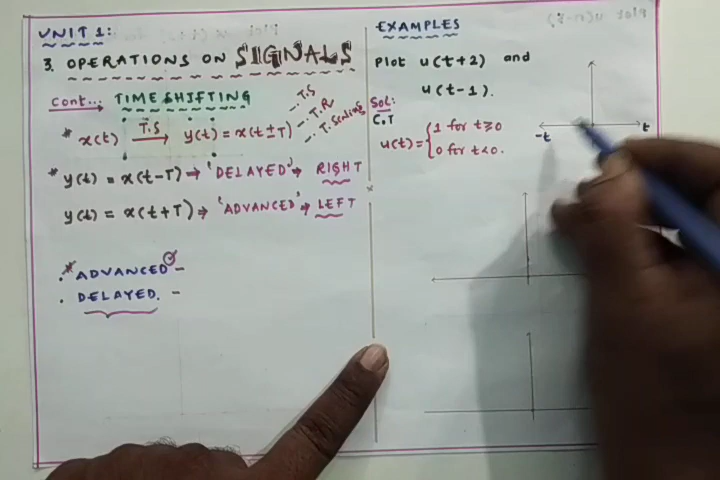 UNIT 1:
3. OPERATIONS ON SIGNALS
Cont... TIME SHIFTING
- T.S
- T.R
- T. Scaling
* x(t) T.S → y(t) = x(t ± T)
* y(t) = x(t-T) → 'DELAYED' → RIGHT
y(t) = x(t+T) → 'ADVANCED' → LEFT
.* ADVANCED -
. DELAYED. -
EXAMPLES
Plot u(t+2) and
u(t-1).
Sol:
C.T
u(t) = { 1 for t ≥ 0
0 for t < 0.
-t
t